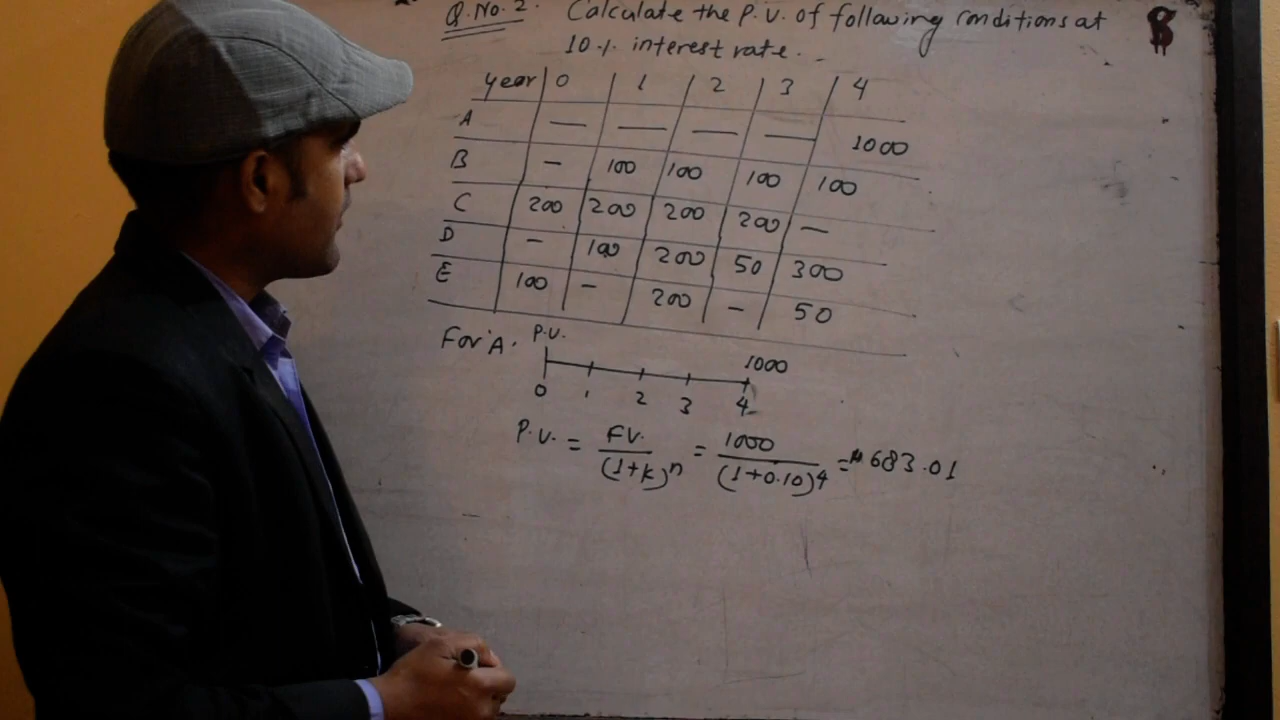 Q.No.2. Calculate the P.V. of following conditions at
10% interest rate.
year 0 1 2 3 4
A — — — — 1000
B - 100 100 100 100
C 200 200 200 200 —
D - 100 200 50 300
E 100 - 200 - 50
For A. P.V. 1000
0 1 2 3 4
P.V. = FV. / (1+k)^n = 1000 / (1+0.10)^4 = 683.01